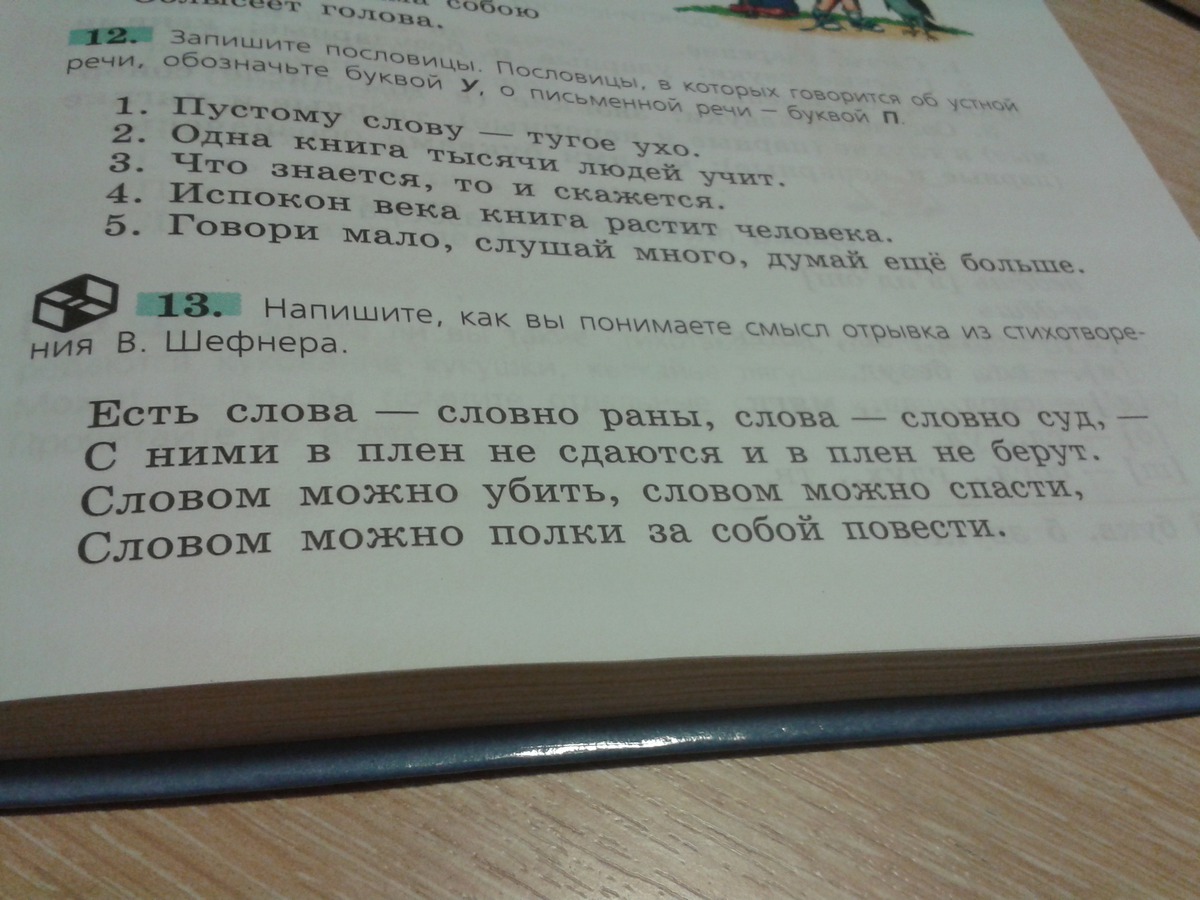 собою
голова.
12. Запишите пословицы. Пословицы, в которых говорится об устной
речи, обозначьте буквой У, о письменной речи — буквой П.
1. Пустому слову — тугое ухо.
2. Одна книга тысячи людей учит.
3. Что знается, то и скажется.
4. Испокон века книга растит человека.
5. Говори мало, слушай много, думай ещё больше.
13. Напишите, как вы понимаете смысл отрывка из стихотворе-
ния В. Шефнера.
Есть слова — словно раны, слова — словно суд, —
С ними в плен не сдаются и в плен не берут.
Словом можно убить, словом можно спасти,
Словом можно полки за собой повести.